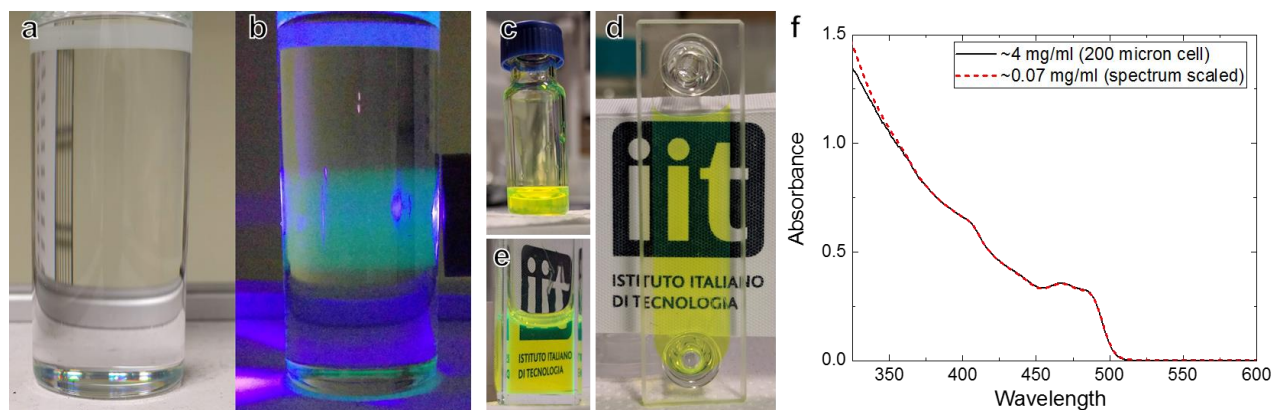 a
b
c
d
f
iit
ISTITUTO ITALIANO
DI TECNOLOGIA
e
iit
ISTITUTO ITALIANO
DI TECNOLOGIA
1.5
1.0
0.5
0.0
Absorbance
~4 mg/ml (200 micron cell)
~0.07 mg/ml (spectrum scaled)
350
400
450
500
550
600
Wavelength